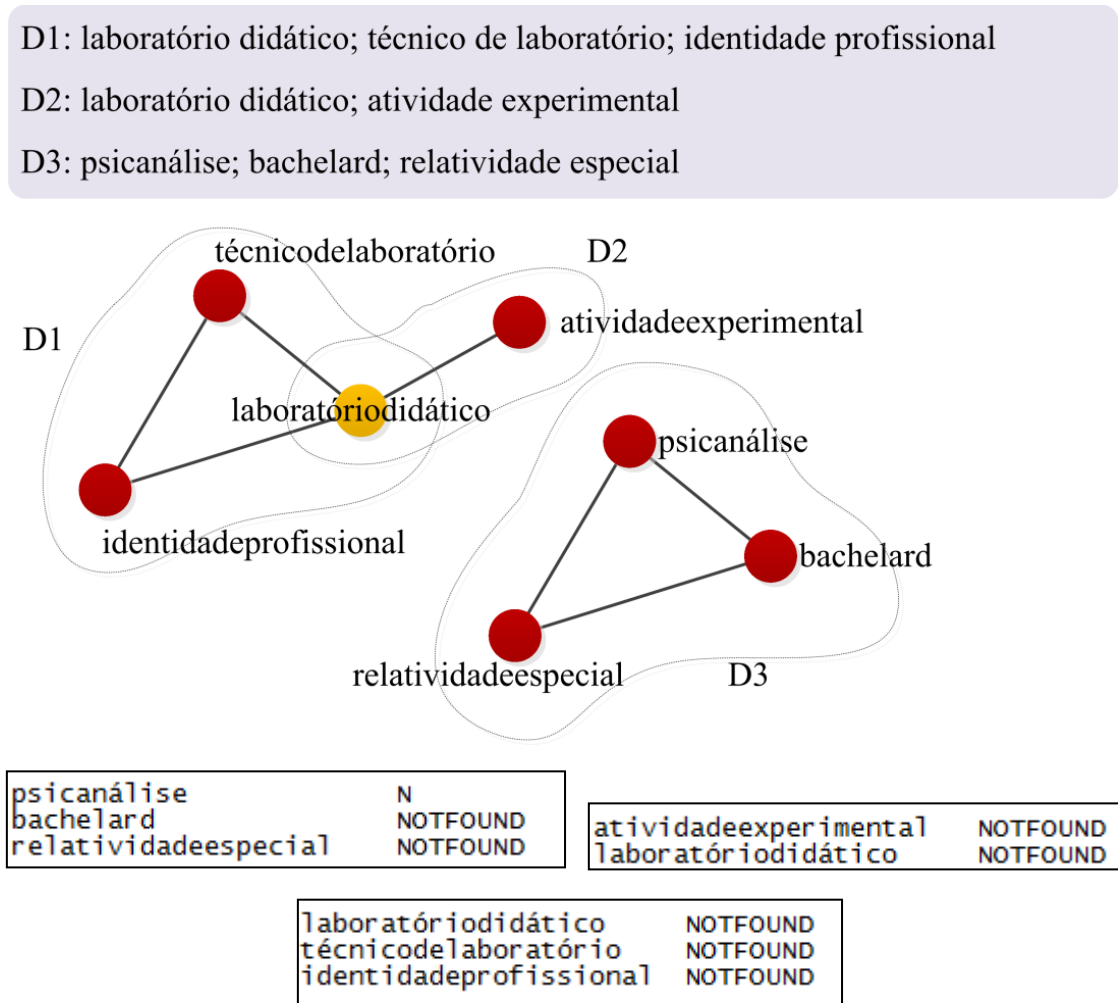 D1: laboratório didático; técnico de laboratório; identidade profissional
D2: laboratório didático; atividade experimental
D3: psicanálise; bachelard; relatividade especial
técnicodelaboratório
D2
D1
atividadeexperimental
laboratóriodidático
psicanálise
identidadeprofissional
bachelard
relatividadeespecial
D3
psicanálise N
bachelard NOTFOUND
relatividadeespecial NOTFOUND
atividadeexperimental NOTFOUND
laboratóriodidático NOTFOUND
laboratóriodidático NOTFOUND
técnicodelaboratório NOTFOUND
identidadeprofissional NOTFOUND